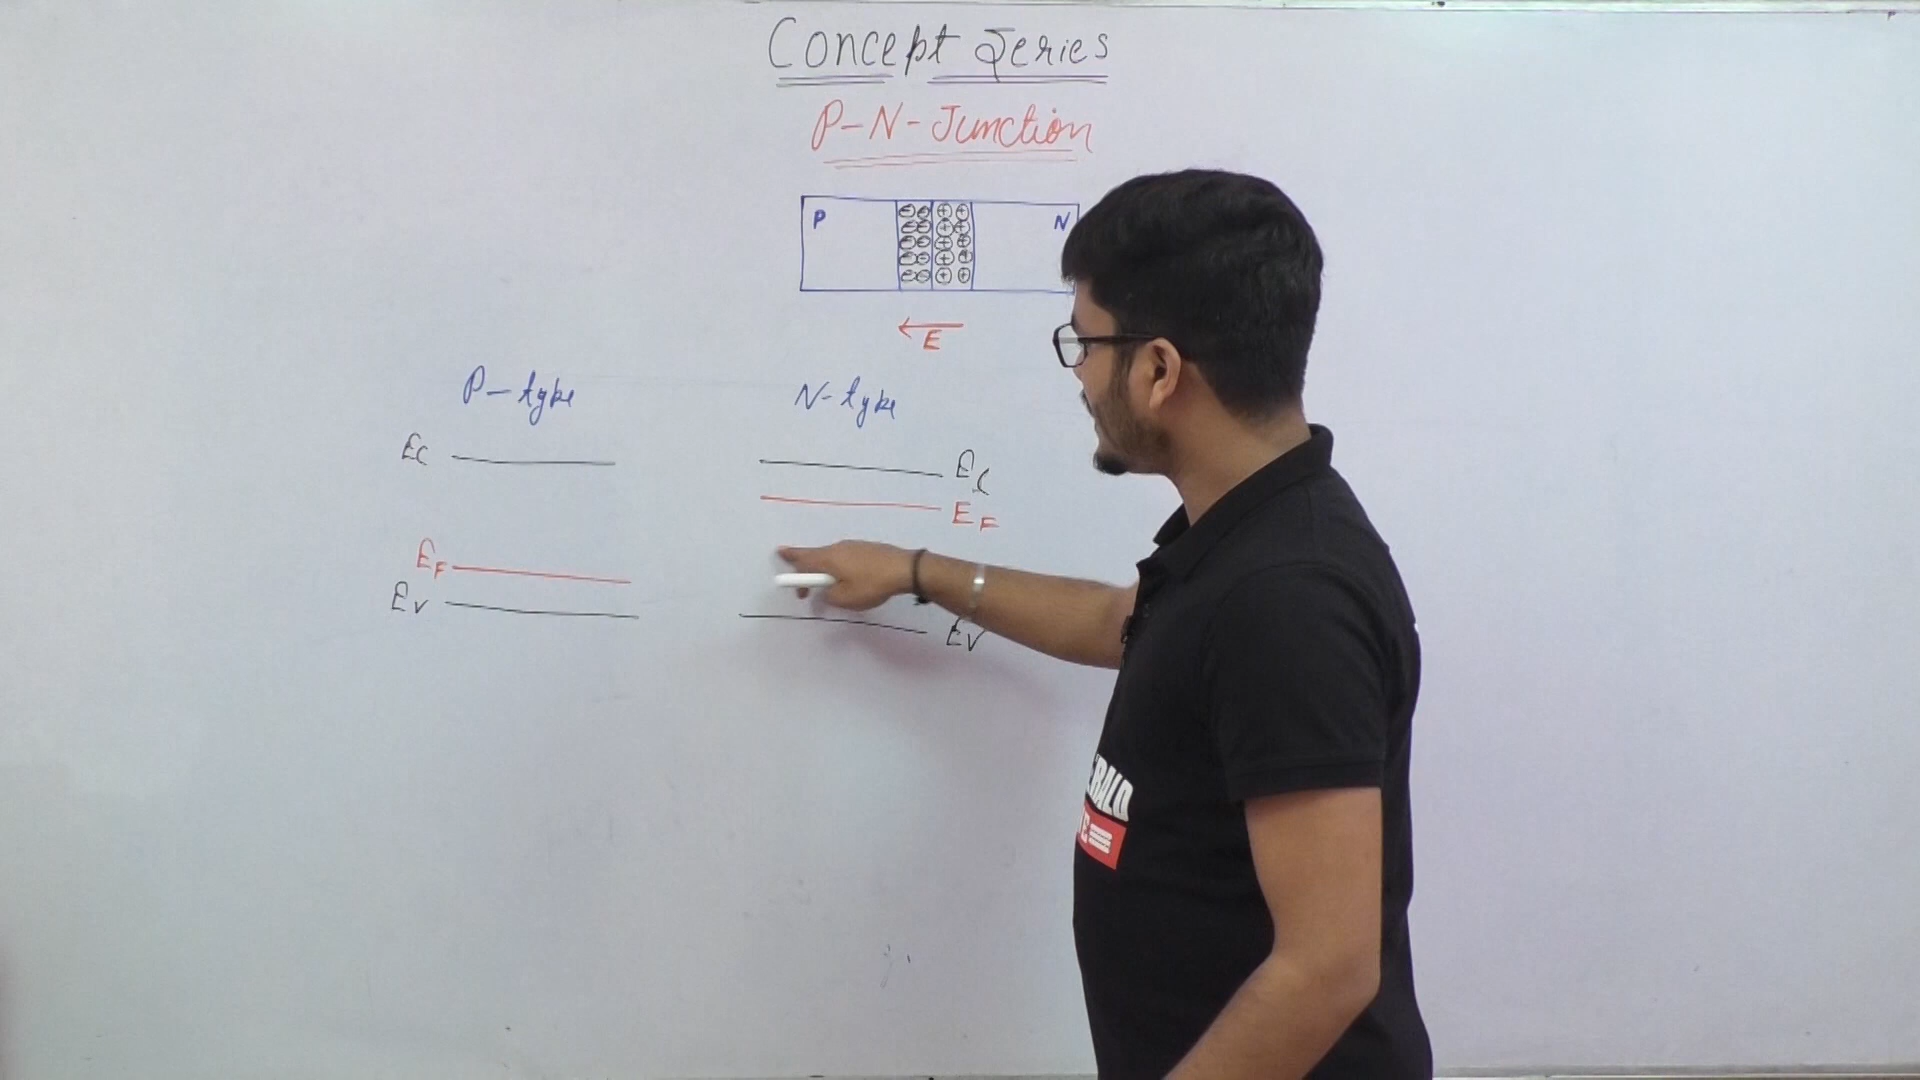 Concept Series
P-N-Junction
P N
E
P-type N-type
Ec Ec
EF
EF
Ev Ev